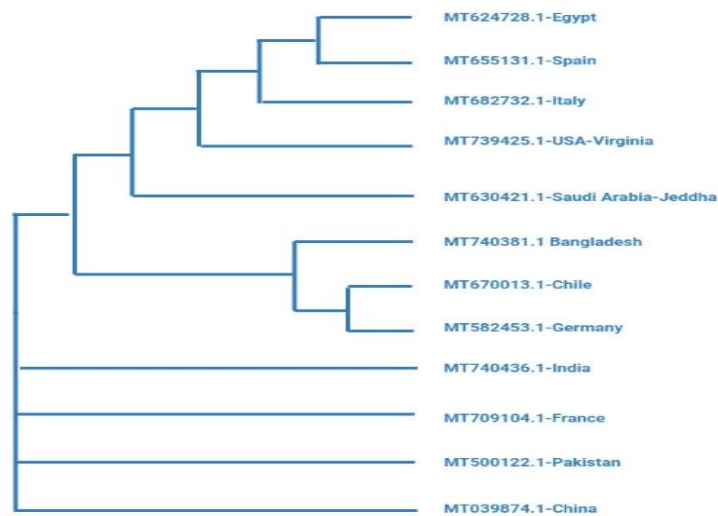 MT624728.1-Egypt
MT655131.1-Spain
MT682732.1-Italy
MT739425.1-USA-Virginia
MT630421.1-Saudi Arabia-Jeddha
MT740381.1 Bangladesh
MT670013.1-Chile
MT582453.1-Germany
MT740436.1-India
MT709104.1-France
MT500122.1-Pakistan
MT039874.1-China